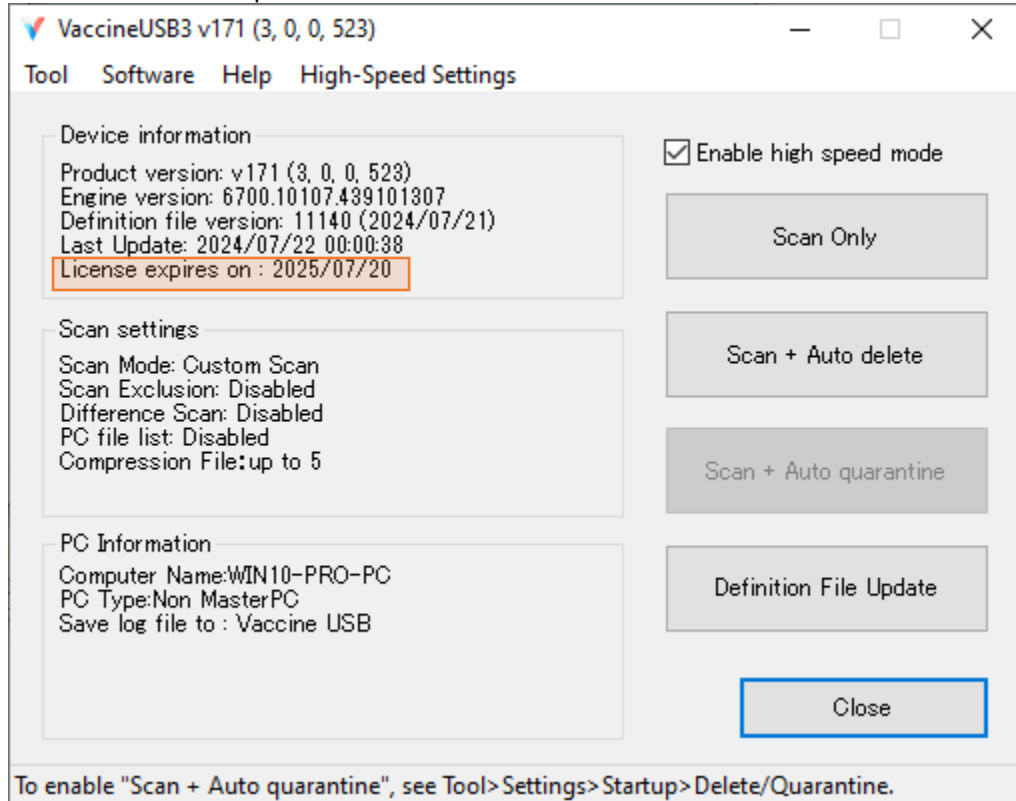 VaccineUSB3 v171 (3, 0, 0, 523)
Tool Software Help High-Speed Settings
Device information
Product version: v171 (3, 0, 0, 523)
Engine version: 6700.10107.439101307
Definition file version: 11140 (2024/07/21)
Last Update: 2024/07/22 00:00:38
License expires on : 2025/07/20
Enable high speed mode
Scan Only
Scan + Auto delete
Scan + Auto quarantine
Definition File Update
Close
Scan settings
Scan Mode: Custom Scan
Scan Exclusion: Disabled
Difference Scan: Disabled
PC file list: Disabled
Compression File:up to 5
PC Information
Computer Name:WIN10-PRO-PC
PC Type:Non MasterPC
Save log file to : Vaccine USB
To enable "Scan + Auto quarantine", see Tool>Settings>Startup>Delete/Quarantine.